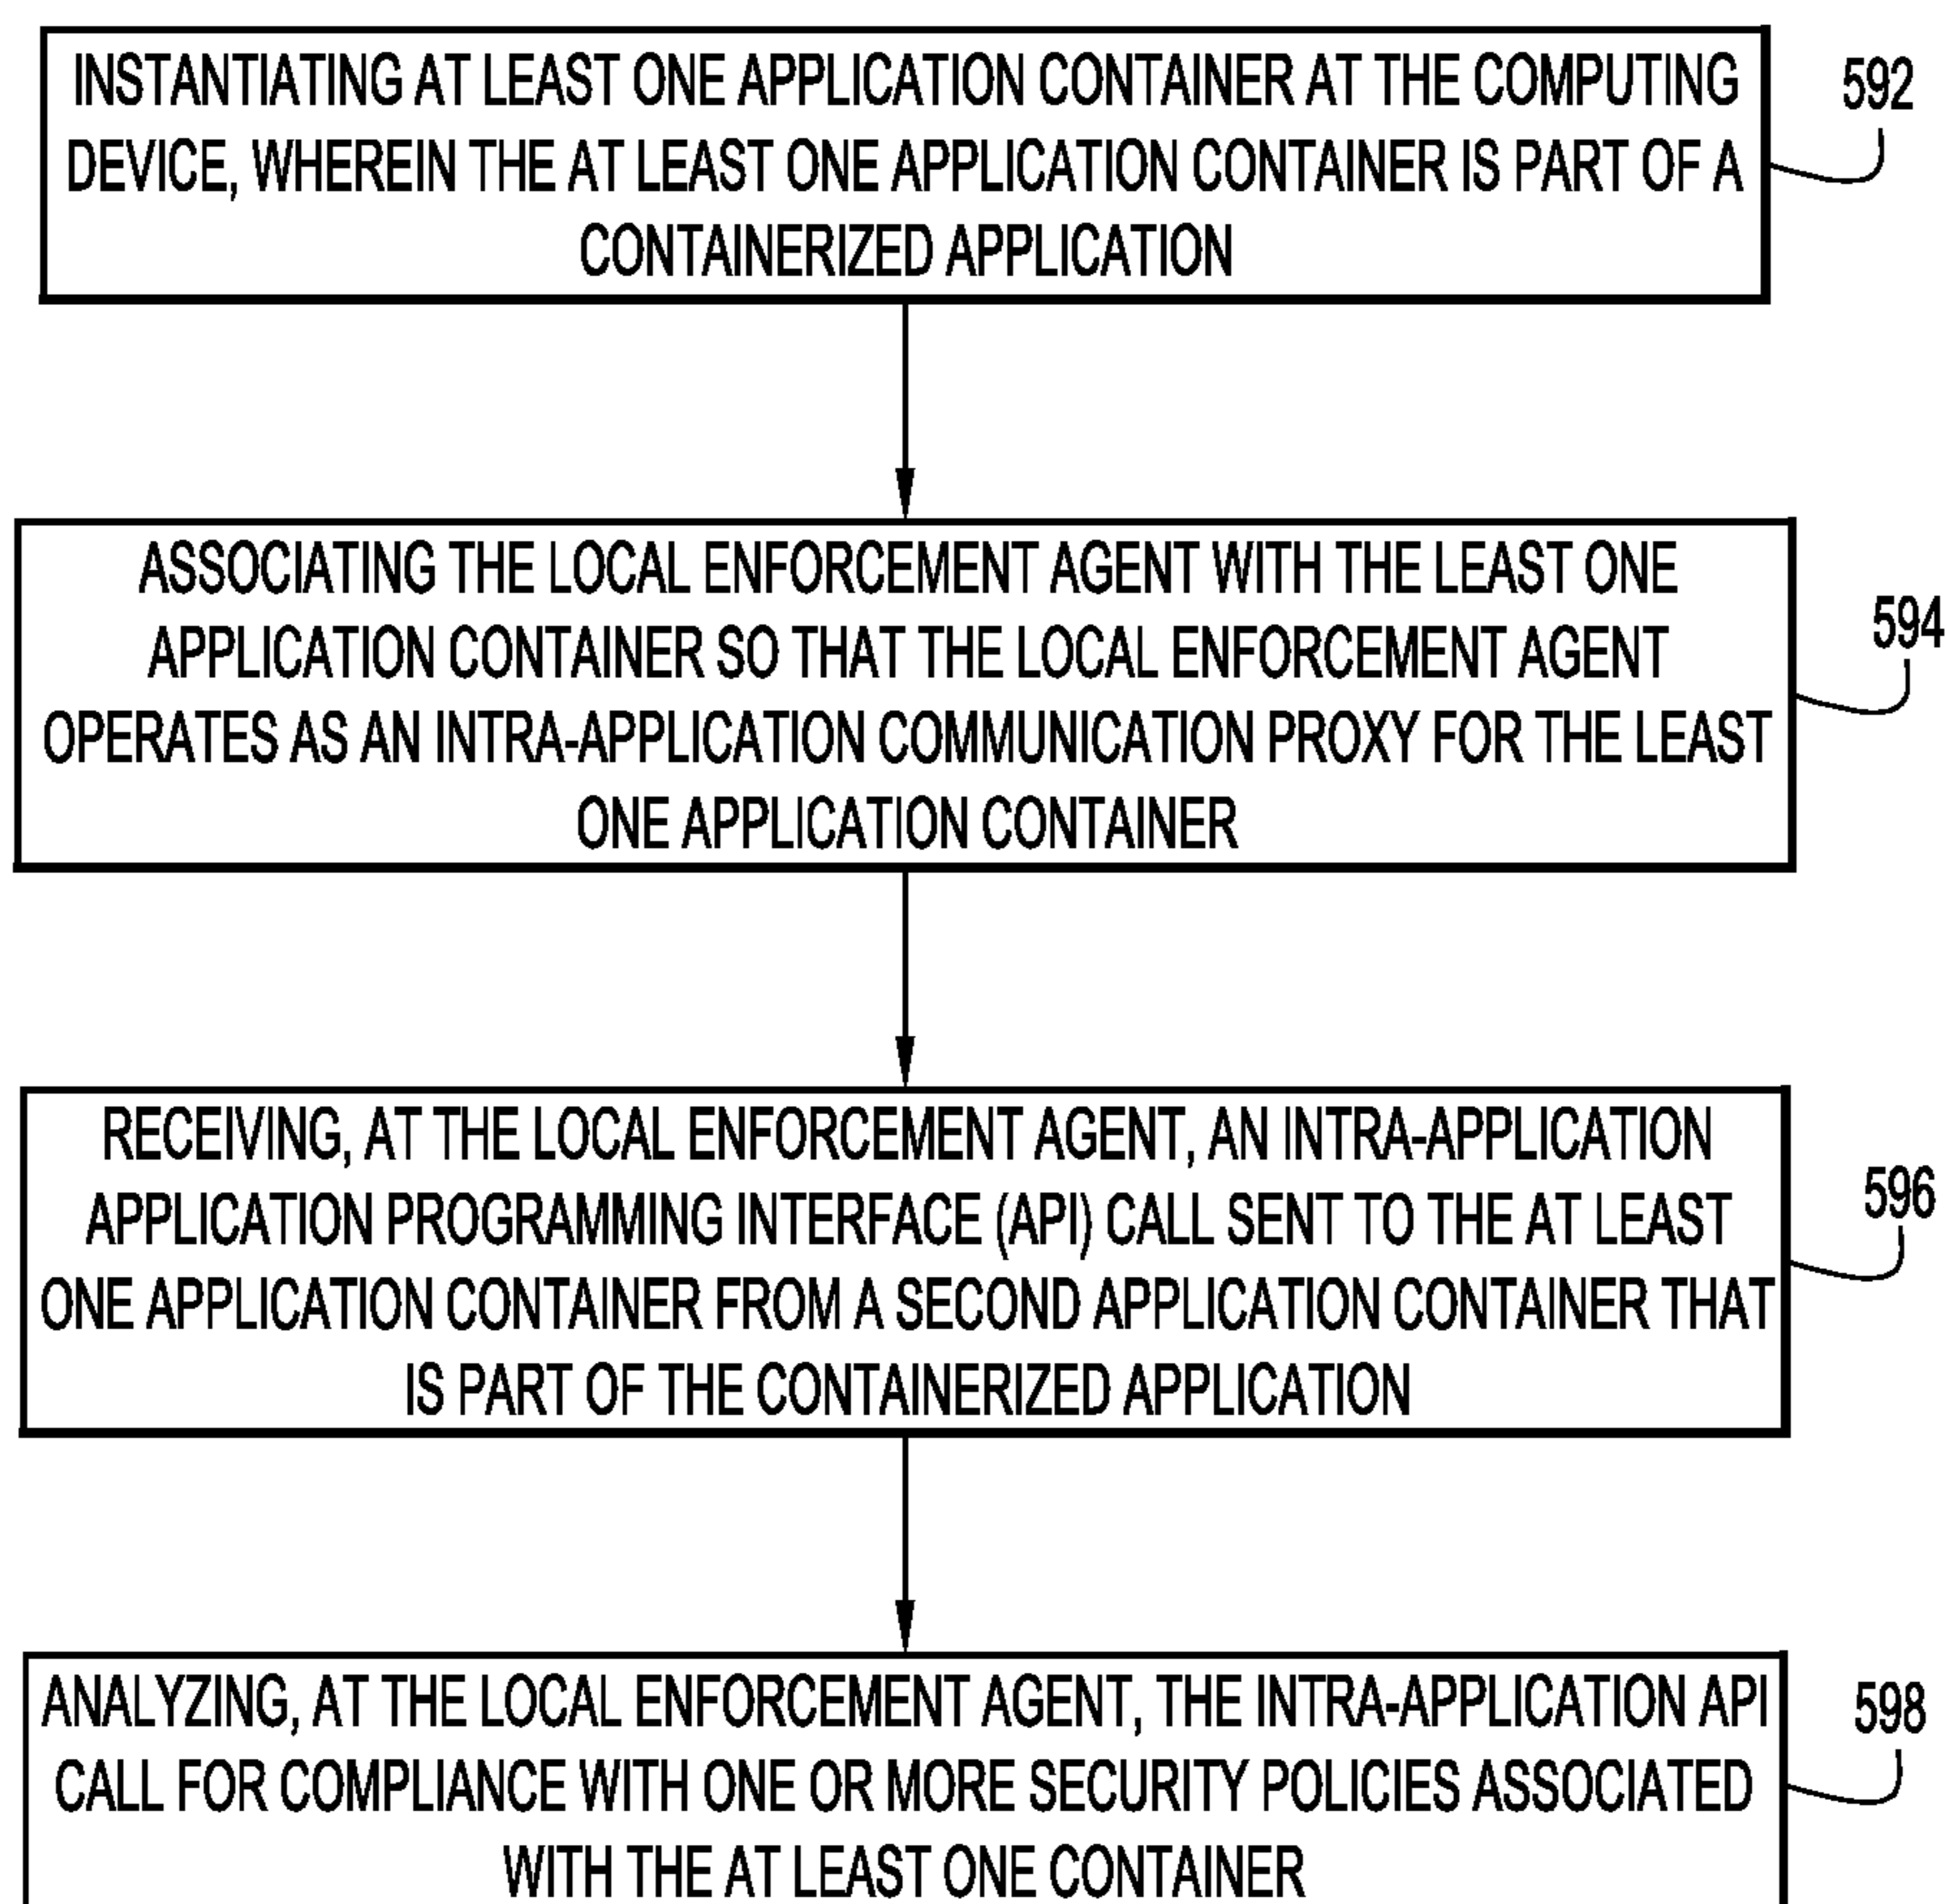 INSTANTIATING AT LEAST ONE APPLICATION CONTAINER AT THE COMPUTING
DEVICE, WHEREIN THE AT LEAST ONE APPLICATION CONTAINER IS PART OF A
CONTAINERIZED APPLICATION
592
ASSOCIATING THE LOCAL ENFORCEMENT AGENT WITH THE LEAST ONE
APPLICATION CONTAINER SO THAT THE LOCAL ENFORCEMENT AGENT
OPERATES AS AN INTRA-APPLICATION COMMUNICATION PROXY FOR THE LEAST
ONE APPLICATION CONTAINER
594
RECEIVING, AT THE LOCAL ENFORCEMENT AGENT, AN INTRA-APPLICATION
APPLICATION PROGRAMMING INTERFACE (API) CALL SENT TO THE AT LEAST
ONE APPLICATION CONTAINER FROM A SECOND APPLICATION CONTAINER THAT
IS PART OF THE CONTAINERIZED APPLICATION
596
ANALYZING, AT THE LOCAL ENFORCEMENT AGENT, THE INTRA-APPLICATION API
CALL FOR COMPLIANCE WITH ONE OR MORE SECURITY POLICIES ASSOCIATED
WITH THE AT LEAST ONE CONTAINER
598